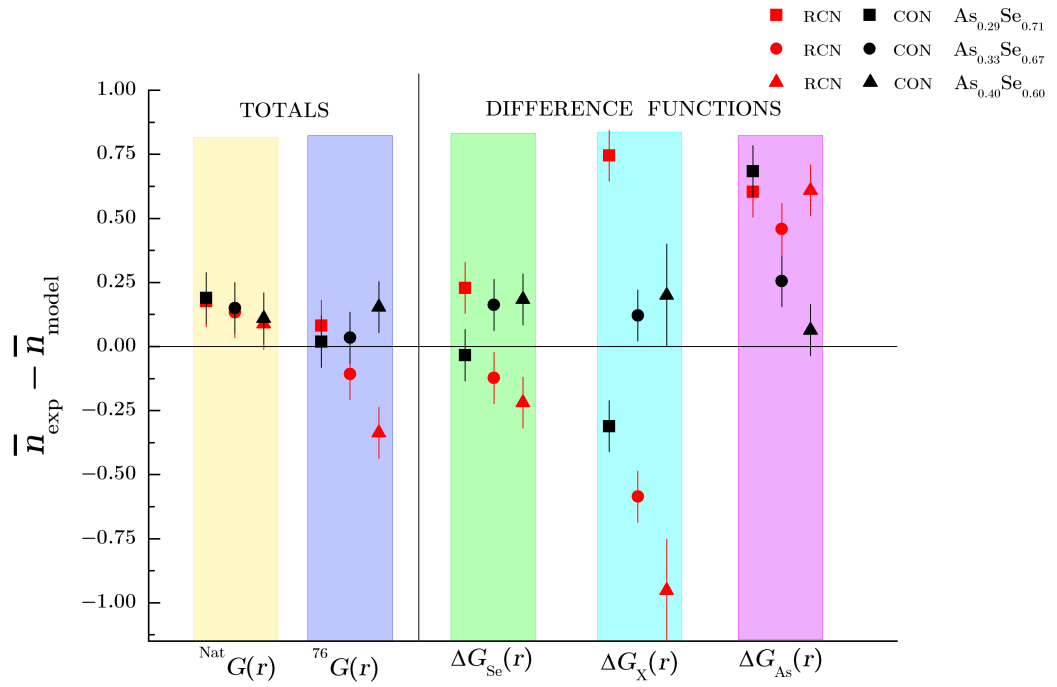 RCN CON As0.29Se0.71
RCN CON As0.33Se0.67
RCN CON As0.40Se0.60
TOTALS DIFFERENCE FUNCTIONS
1.00
0.75
0.50
0.25
0.00
−0.25
−0.50
−0.75
−1.00
n̅exp − n̅model
NatG(r) 76G(r) ΔGSe(r) ΔGX(r) ΔGAs(r)